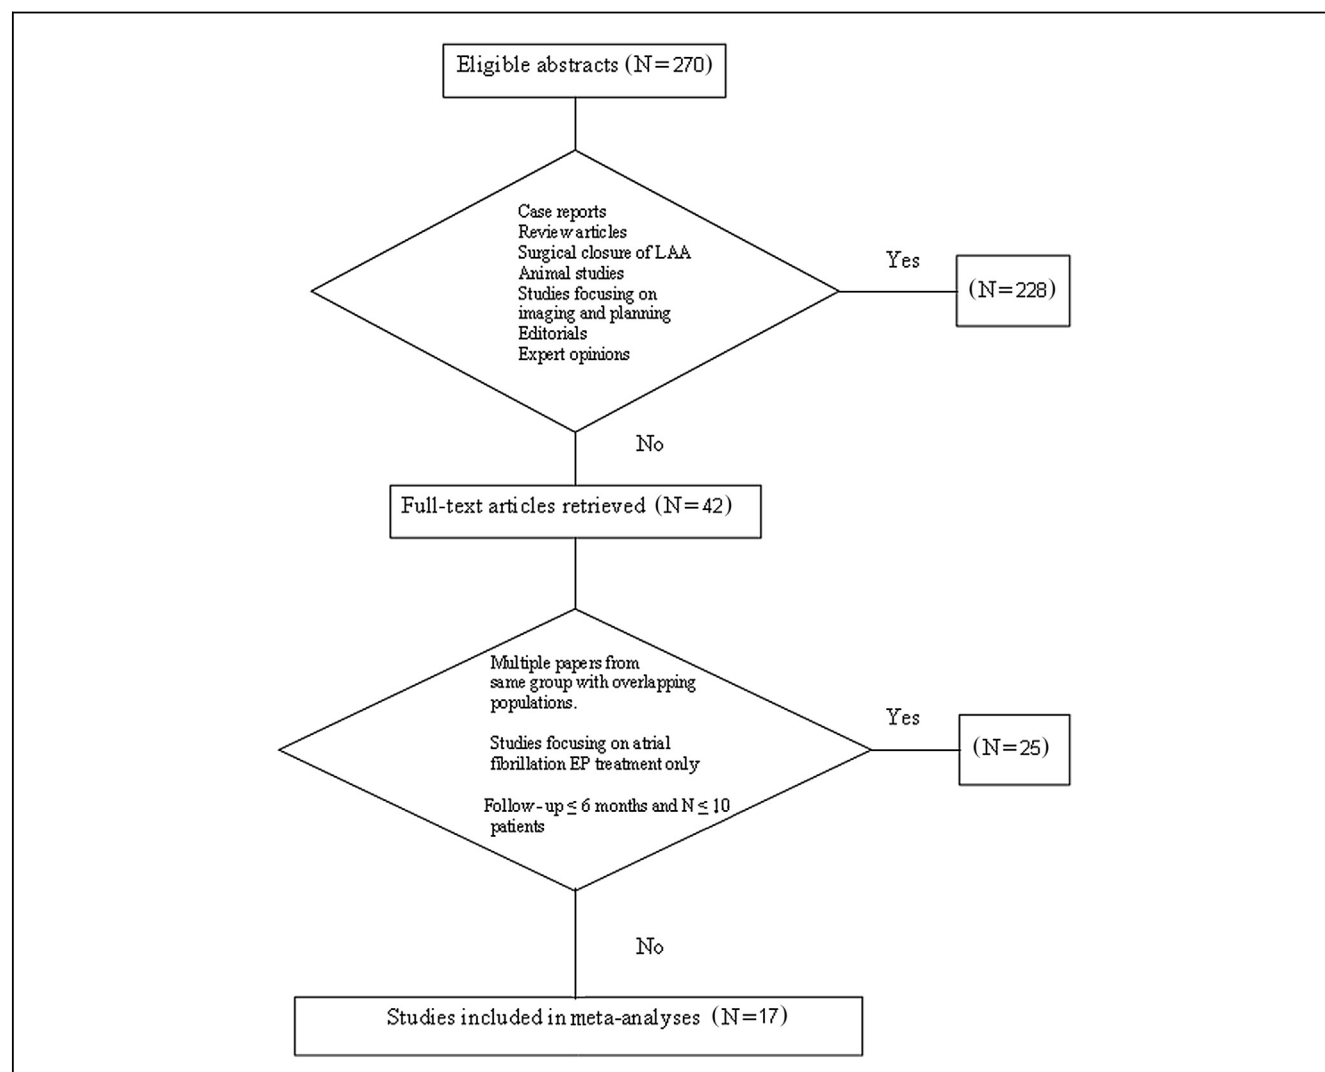 Eligible abstracts (N=270)
Case reports
Review articles
Surgical closure of LAA
Animal studies
Studies focusing on
imaging and planning
Editorials
Expert opinions
Yes
(N=228)
No
Full-text articles retrieved (N=42)
Multiple papers from
same group with overlapping
populations.
Studies focusing on atrial
fibrillation EP treatment only
Follow-up ≤ 6 months and N ≤ 10
patients
Yes
(N=25)
No
Studies included in meta-analyses (N=17)